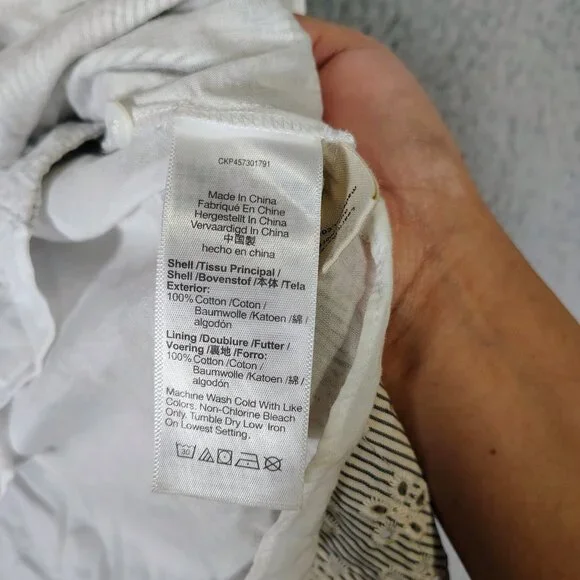 CKP457301791
Made In China
Fabriqué En Chine
Hergestellt In China
Vervaardigd In China
中国製
hecho en china
Shell /Tissu Principal /
Shell /Bovenstof /本体 /Tela
Exterior:
100% Cotton /Coton /
Baumwolle /Katoen /綿 /
algodón
Lining /Doublure /Futter /
Voering /裏地 /Forro:
100% Cotton /Coton /
Baumwolle /Katoen /綿 /
algodón
Machine Wash Cold With Like
Colors. Non-Chlorine Bleach
Only. Tumble Dry Low Iron
On Lowest Setting.
30